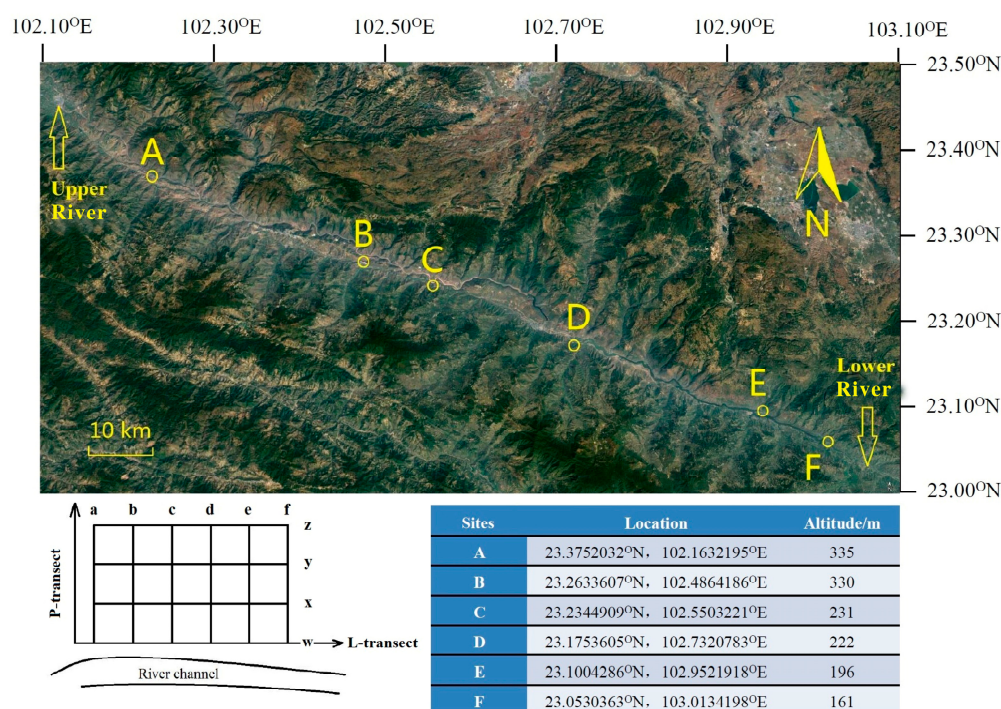 102.10°E 102.30°E 102.50°E 102.70°E 102.90°E 103.10°E
23.50°N
23.40°N
23.30°N
23.20°N
23.10°N
23.00°N
A
Upper
River
B
C
D
E
F
N
Lower
River
10 km
a b c d e f
z
y
x
w
P-transect
L-transect
River channel
Sites Location Altitude/m
A 23.3752032°N，102.1632195°E 335
B 23.2633607°N，102.4864186°E 330
C 23.2344909°N，102.5503221°E 231
D 23.1753605°N，102.7320783°E 222
E 23.1004286°N，102.9521918°E 196
F 23.0530363°N，103.0134198°E 161